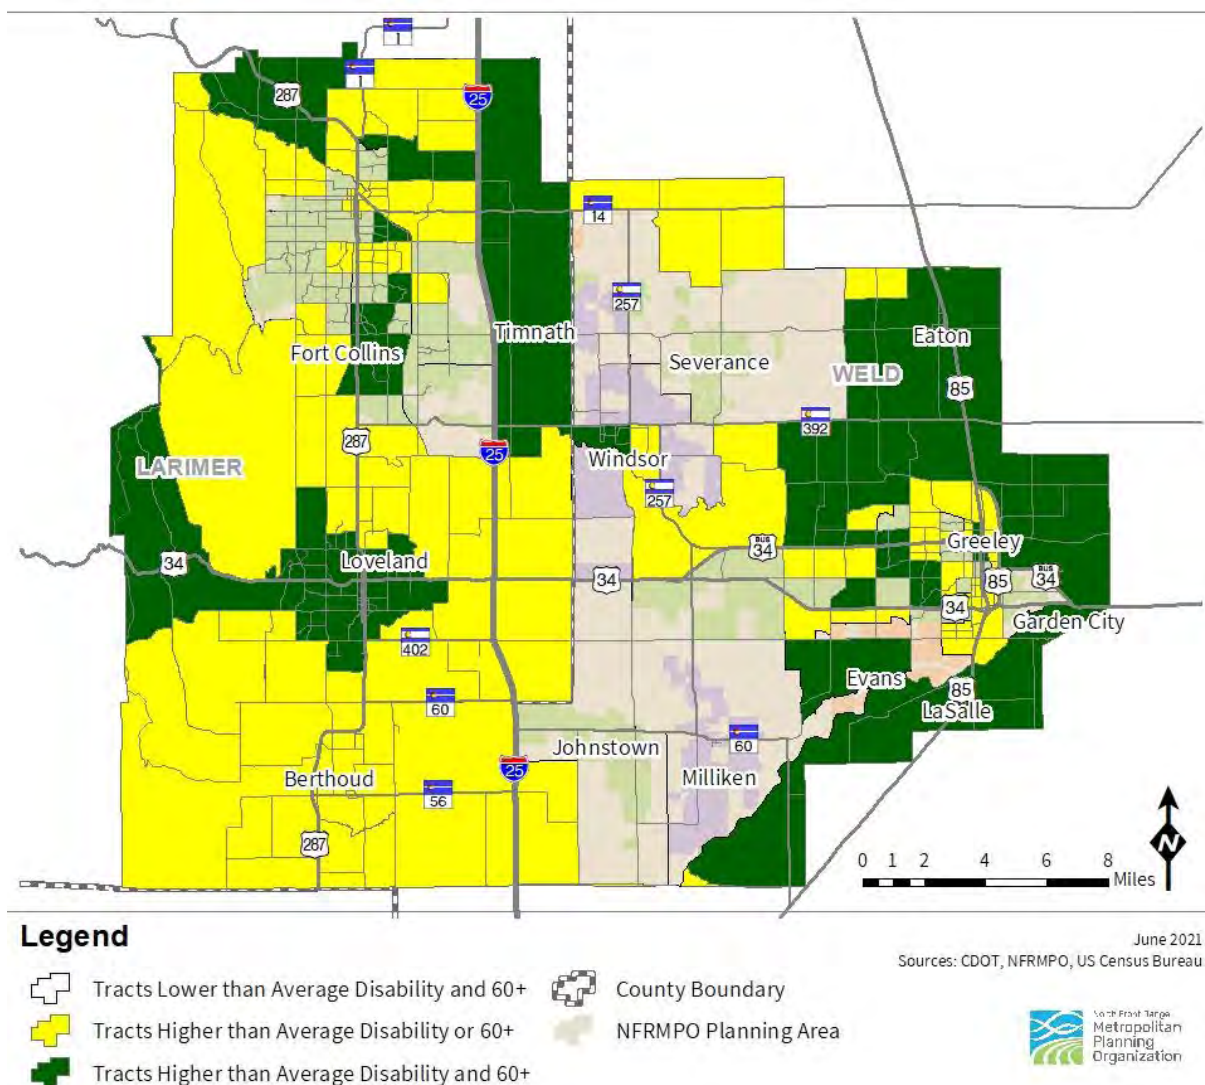 1
1
287
25
14
257
Timnath
Eaton
Fort Collins
Severance
WELD
85
392
287
25
LARIMER
Windsor
257
34
Loveland
BUS
34
Greeley
34
85
BUS
34
34
Garden City
402
Evans
85
LaSalle
60
60
Johnstown
Milliken
Berthoud
25
56
287
N
0 1 2 4 6 8
Miles
Legend
June 2021
Sources: CDOT, NFRMPO, US Census Bureau
Tracts Lower than Average Disability and 60+
County Boundary
Tracts Higher than Average Disability or 60+
NFRMPO Planning Area
Tracts Higher than Average Disability and 60+
North Front Range
Metropolitan
Planning
Organization